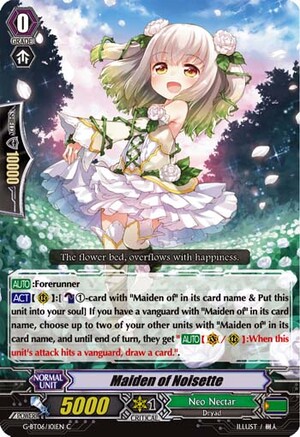 0
GRADE
10000
The flower bed, overflows with happiness.
AUTO:Forerunner
ACT[ ]:[ ①-card with "Maiden of" in its card name & Put this
unit into your soul] If you have a vanguard with "Maiden of" in its card
name, choose up to two of your other units with "Maiden of" in its card
name, and until end of turn, they get "AUTO[ / ]:When this
unit's attack hits a vanguard, draw a card.".
NORMAL
UNIT
Maiden of Noisette
POWER
5000
1
CRITICAL
Neo Nectar
Dryad
G-BT06/101EN C
ILLUST /